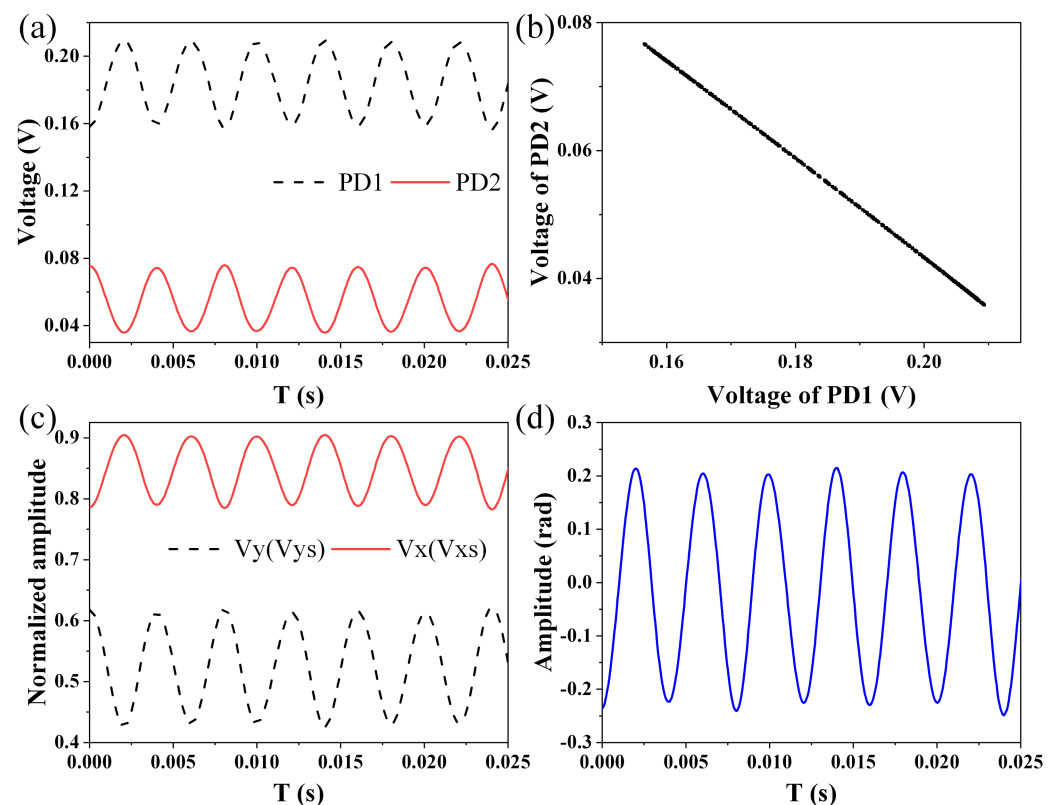 (a)
Voltage (V)
0.20
0.16
0.08
0.04
PD1
PD2
0.000 0.005 0.010 0.015 0.020 0.025
T (s)
(b)
Voltage of PD2 (V)
0.08
0.06
0.04
0.16 0.18 0.20
Voltage of PD1 (V)
(c)
Normalized amplitude
0.9
0.8
0.7
0.6
0.5
0.4
Vy(Vys)
Vx(Vxs)
0.000 0.005 0.010 0.015 0.020 0.025
T (s)
(d)
Amplitude (rad)
0.3
0.2
0.1
0.0
-0.1
-0.2
-0.3
0.000 0.005 0.010 0.015 0.020 0.025
T (s)